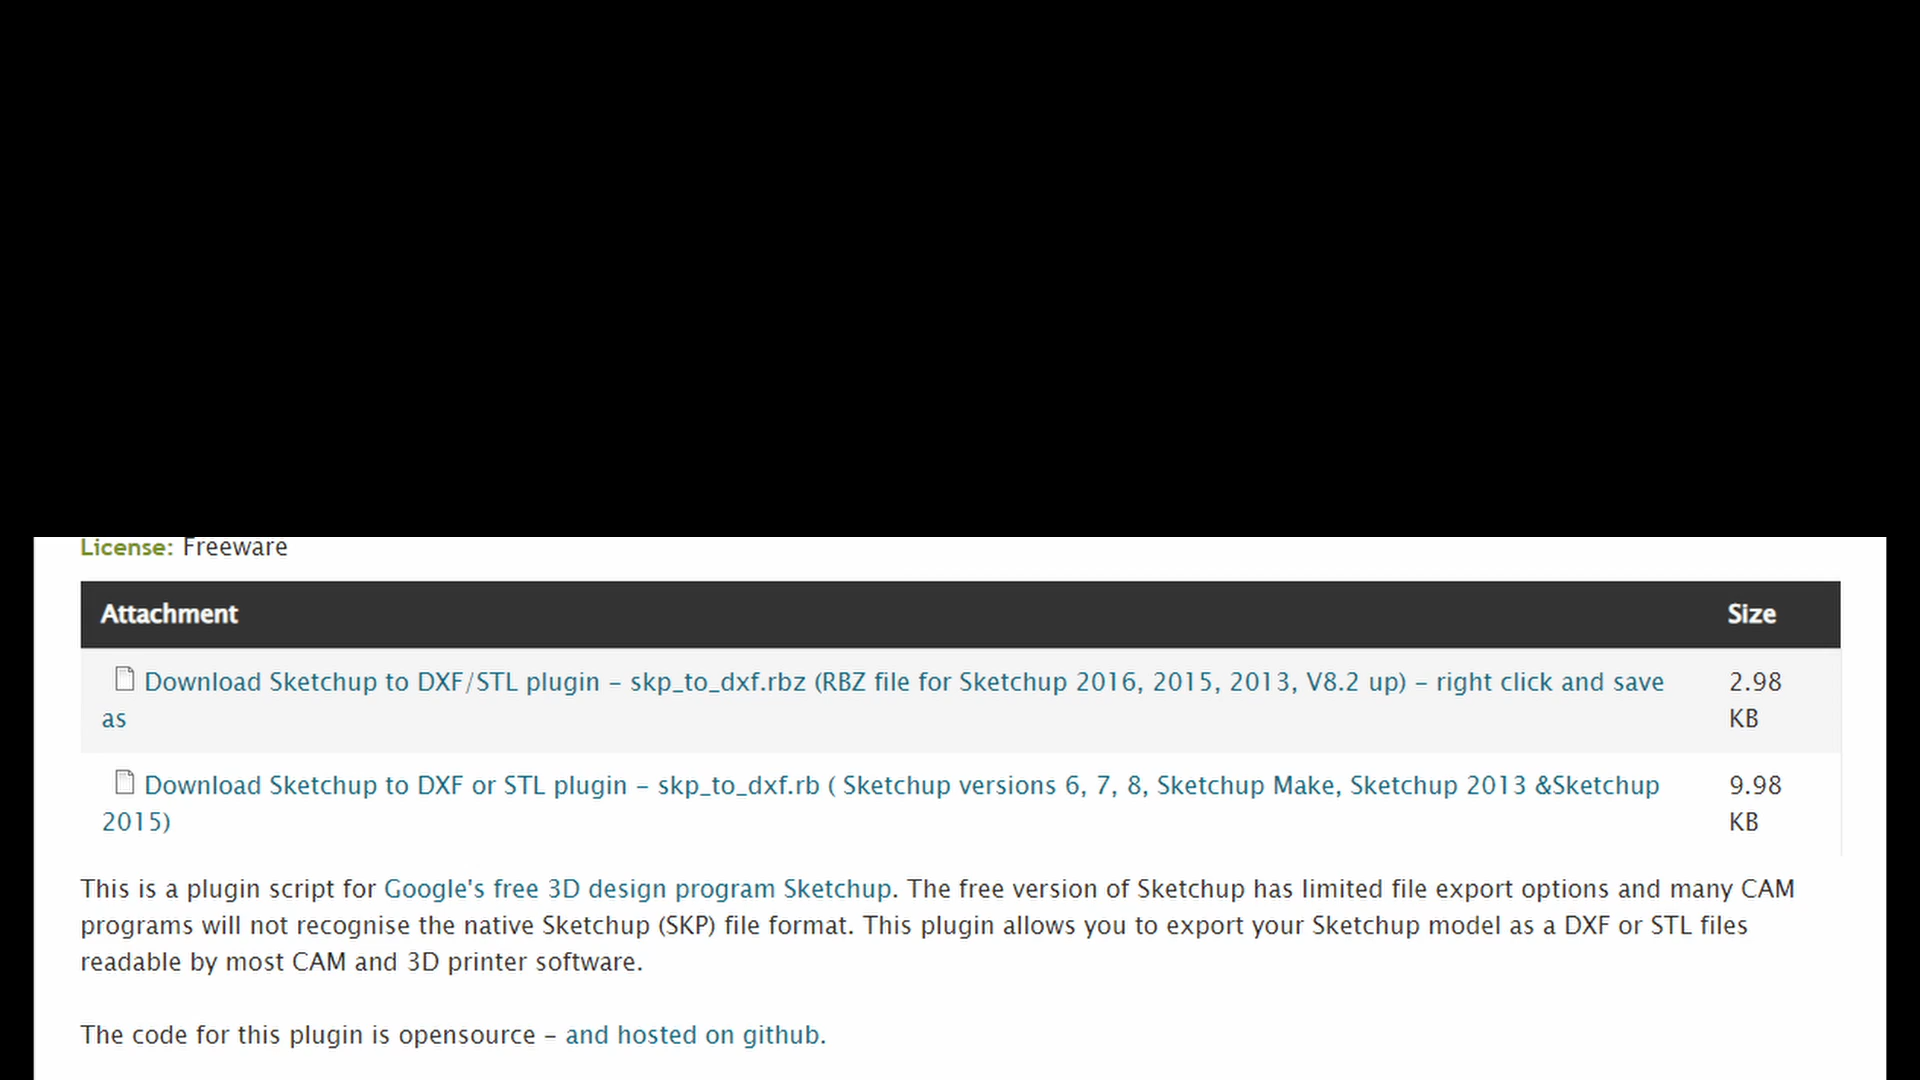 License: Freeware
Attachment Size
Download Sketchup to DXF/STL plugin – skp_to_dxf.rbz (RBZ file for Sketchup 2016, 2015, 2013, V8.2 up) – right click and save 2.98
as KB
Download Sketchup to DXF or STL plugin – skp_to_dxf.rb ( Sketchup versions 6, 7, 8, Sketchup Make, Sketchup 2013 &Sketchup 9.98
2015) KB
This is a plugin script for Google's free 3D design program Sketchup. The free version of Sketchup has limited file export options and many CAM
programs will not recognise the native Sketchup (SKP) file format. This plugin allows you to export your Sketchup model as a DXF or STL files
readable by most CAM and 3D printer software.
The code for this plugin is opensource – and hosted on github.